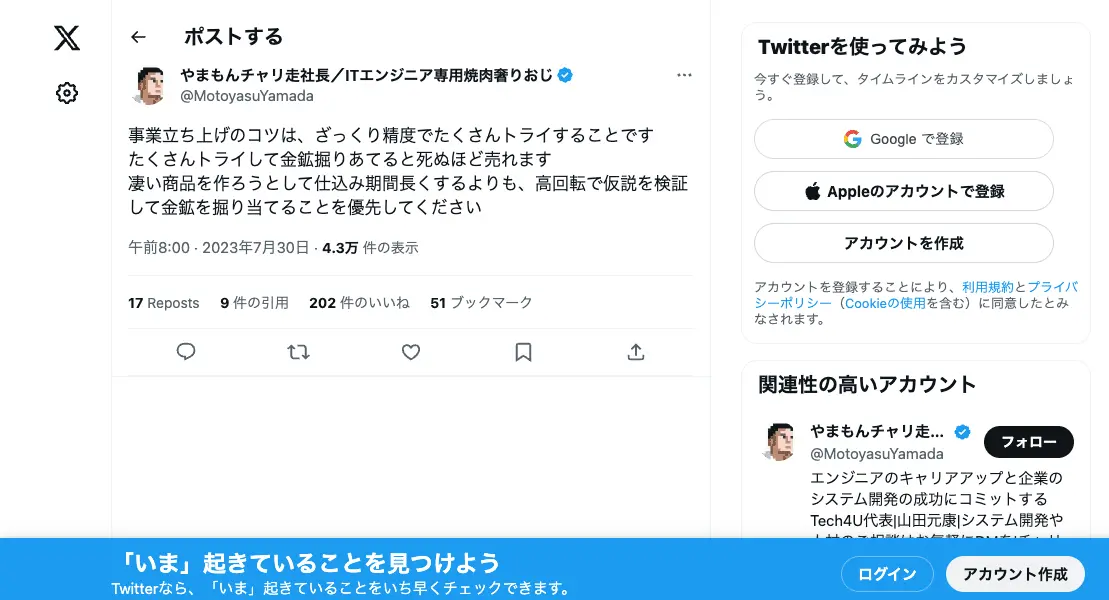 ポストする
やまもんチャリ走社長／ITエンジニア専用焼肉奢りおじ
@MotoyasuYamada
事業立ち上げのコツは、ざっくり精度でたくさんトライすることです
たくさんトライして金鉱掘りあてると死ぬほど売れます
凄い商品を作ろうとして仕込み期間長くするよりも、高回転で仮説を検証
して金鉱を掘り当てることを優先してください
午前8:00 · 2023年7月30日 · 4.3万 件の表示
17 Reposts 9 件の引用 202 件のいいね 51 ブックマーク
Twitterを使ってみよう
今すぐ登録して、タイムラインをカスタマイズしましょ
う。
Google で登録
Appleのアカウントで登録
アカウントを作成
アカウントを登録することにより、利用規約とプライバ
シーポリシー（Cookieの使用を含む）に同意したとみ
なされます。
関連性の高いアカウント
やまもんチャリ走...
@MotoyasuYamada
フォロー
エンジニアのキャリアアップと企業の
システム開発の成功にコミットする
Tech4U代表|山田元康|システム開発や
「いま」起きていることを見つけよう
Twitterなら、「いま」起きていることをいち早くチェックできます。
ログイン
アカウント作成